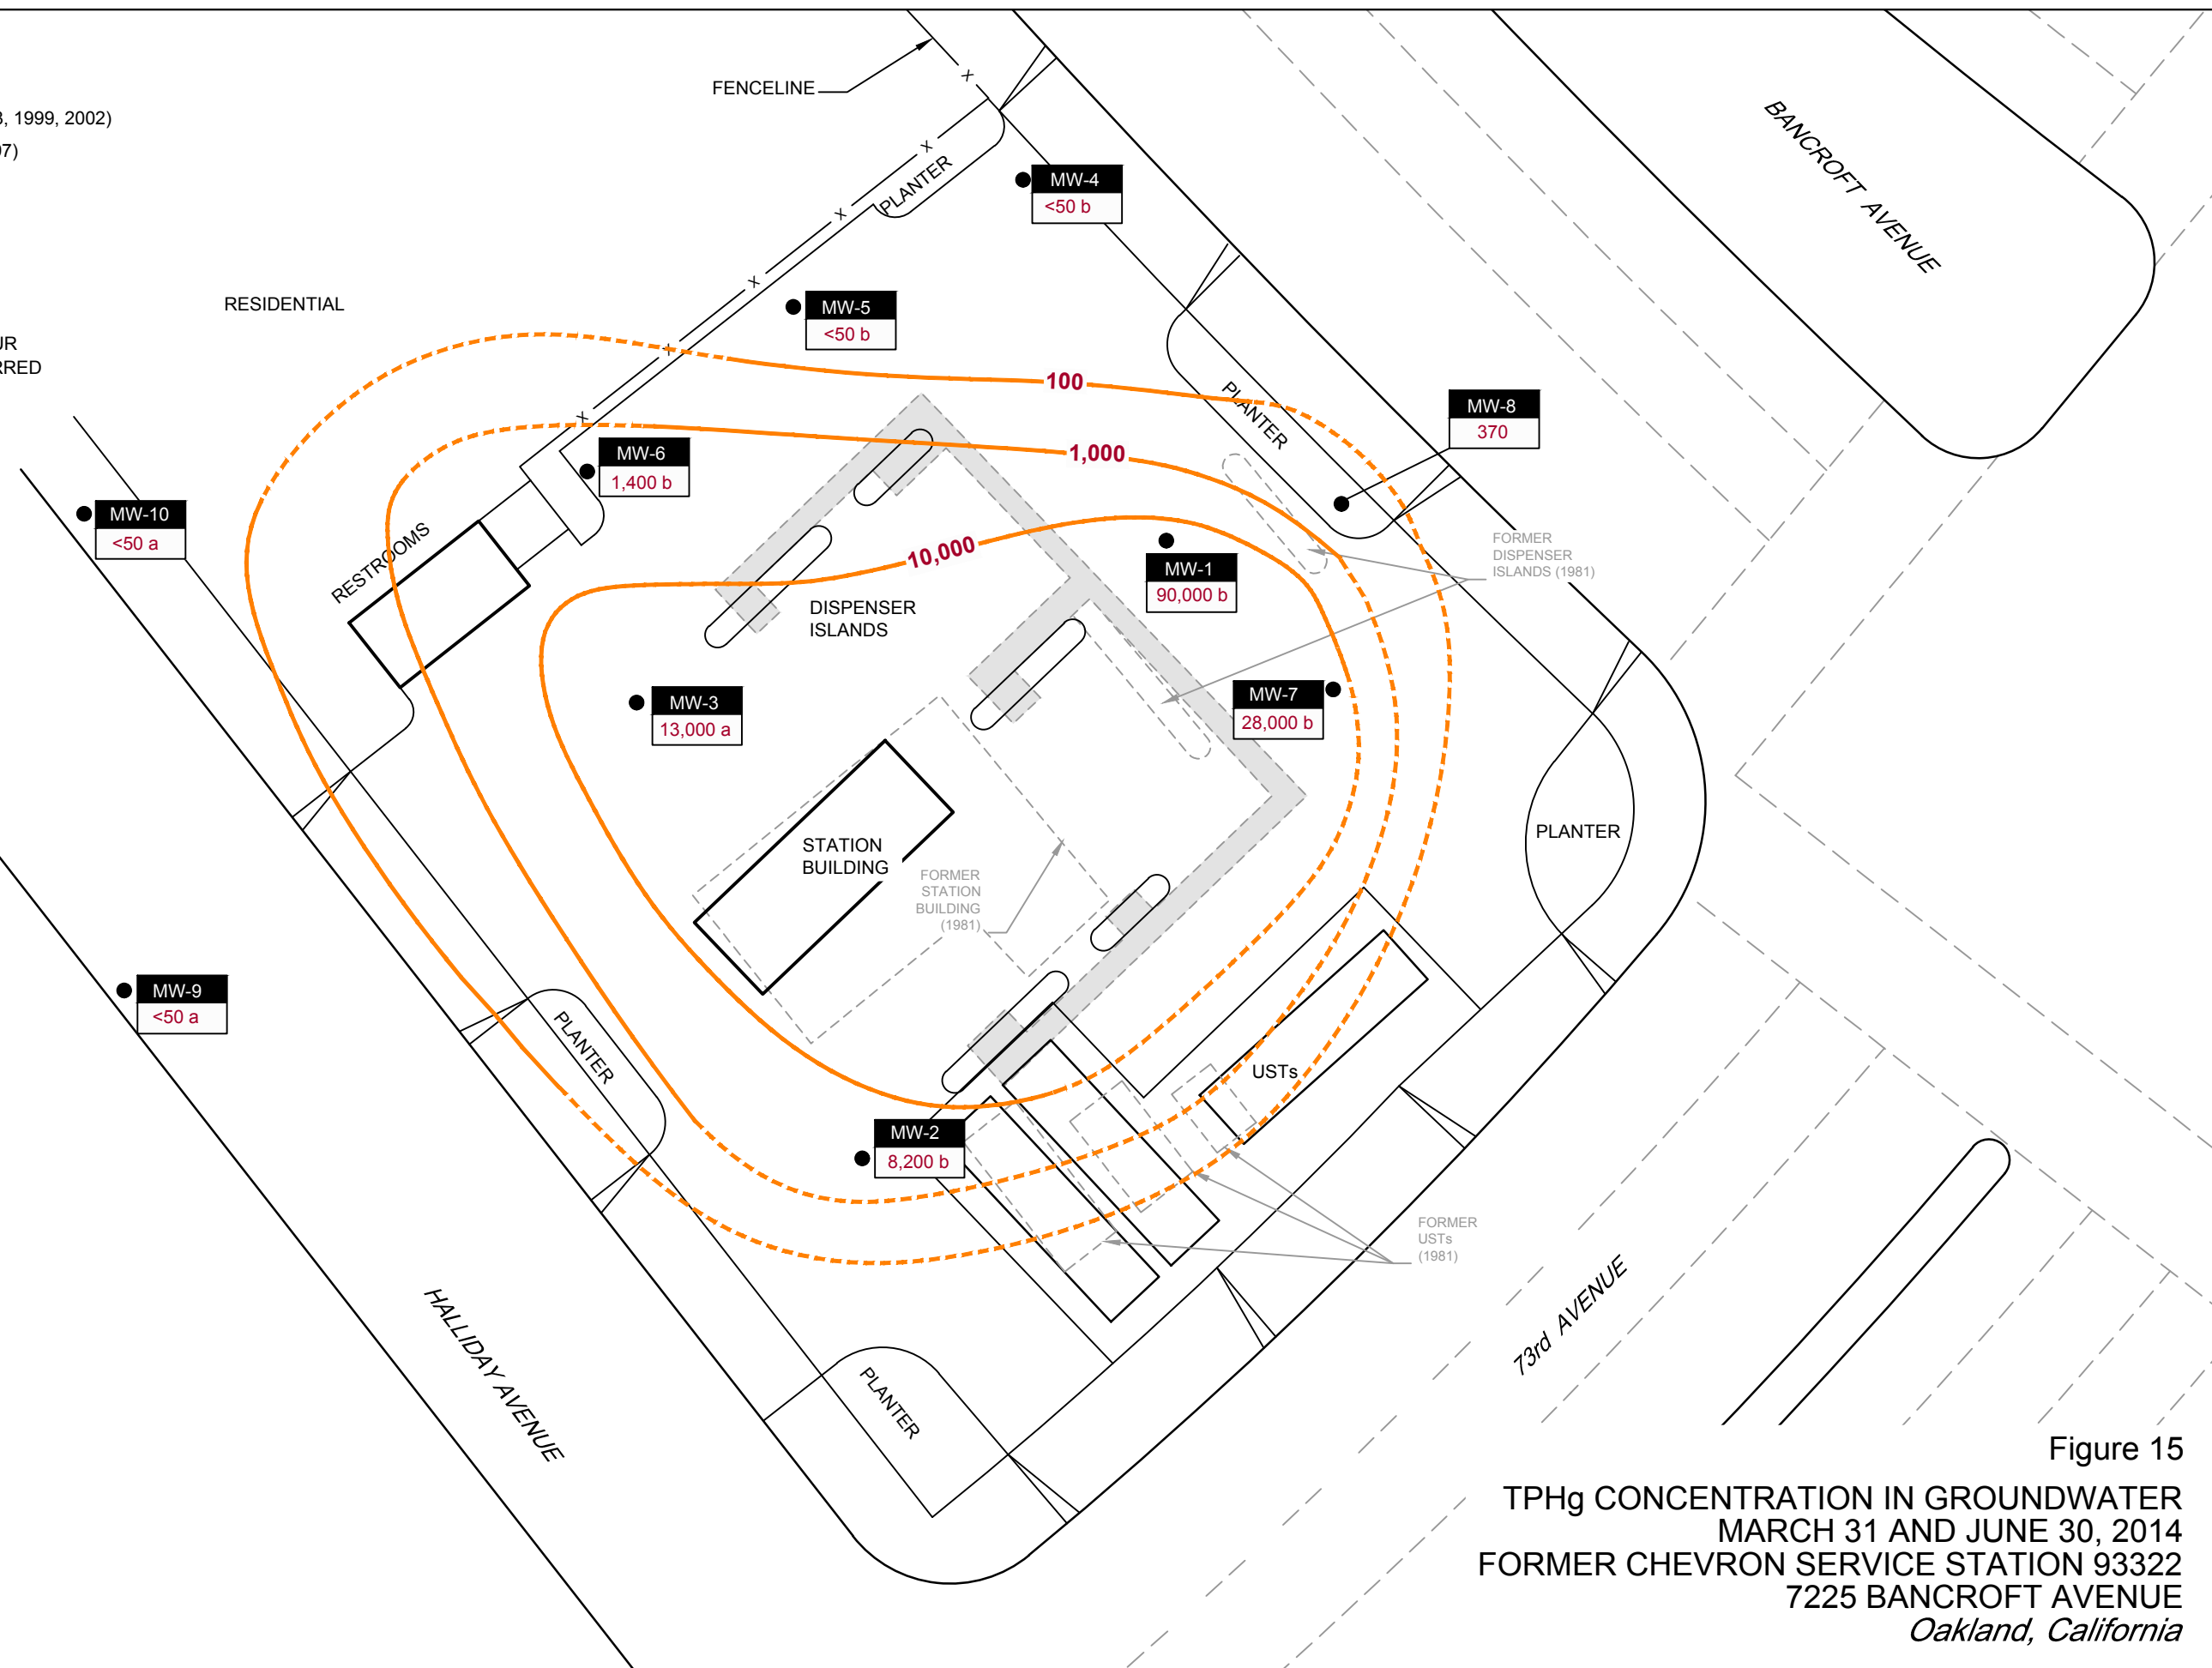 FENCELINE
, 1999, 2002)
7)
PLANTER
BANCROFT AVENUE
MW-4
<50 b
RESIDENTIAL
MW-5
<50 b
UR
RRED
100
PLANTER
MW-8
370
MW-6
1,400 b
1,000
MW-10
<50 a
RESTROOMS
10,000
MW-1
90,000 b
FORMER
DISPENSER
ISLANDS (1981)
DISPENSER
ISLANDS
MW-3
13,000 a
MW-7
28,000 b
PLANTER
STATION
BUILDING
FORMER
STATION
BUILDING
(1981)
MW-9
<50 a
PLANTER
USTs
MW-2
8,200 b
FORMER
USTs
(1981)
HALLIDAY AVENUE
73rd AVENUE
PLANTER
Figure 15
TPHg CONCENTRATION IN GROUNDWATER
MARCH 31 AND JUNE 30, 2014
FORMER CHEVRON SERVICE STATION 93322
7225 BANCROFT AVENUE
Oakland, California